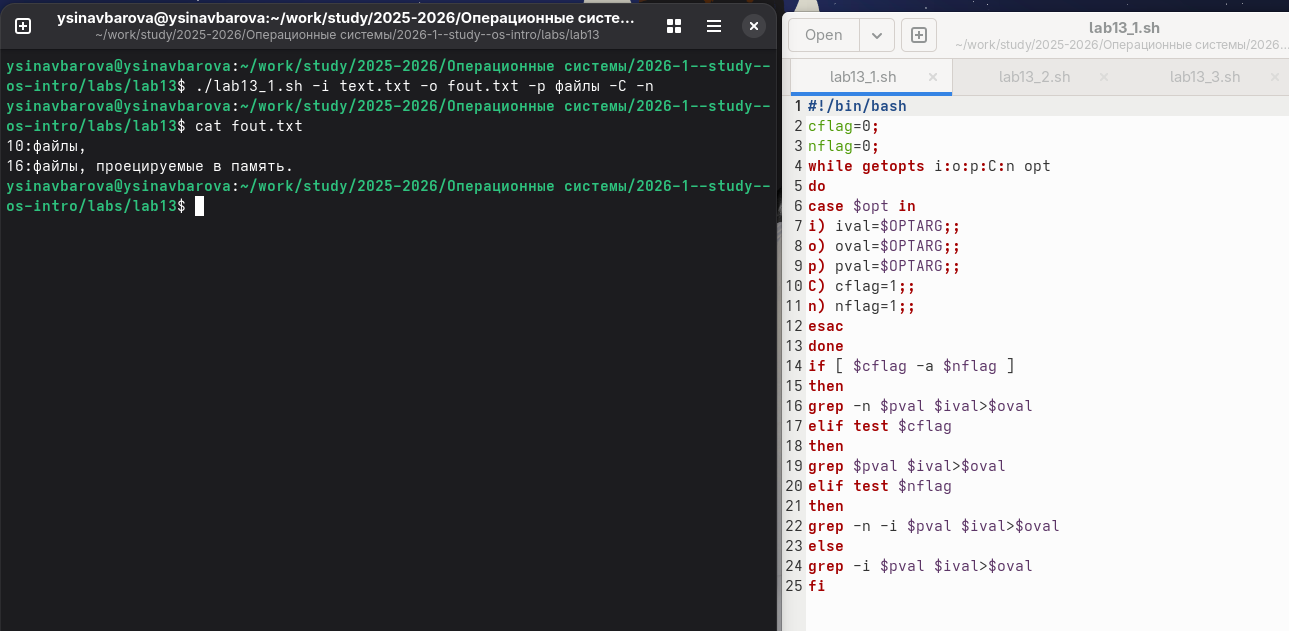 ysinavbarova@ysinavbarova:~/work/study/2025-2026/Операционные систе...
~/work/study/2025-2026/Операционные системы/2026-1--study--os-intro/labs/lab13
ysinavbarova@ysinavbarova:~/work/study/2025-2026/Операционные системы/2026-1--study--
os-intro/labs/lab13$ ./lab13_1.sh -i text.txt -o fout.txt -p файлы -C -n
ysinavbarova@ysinavbarova:~/work/study/2025-2026/Операционные системы/2026-1--study--
os-intro/labs/lab13$ cat fout.txt
10:файлы,
16:файлы, проецируемые в память.
ysinavbarova@ysinavbarova:~/work/study/2025-2026/Операционные системы/2026-1--study--
os-intro/labs/lab13$
Open
lab13_1.sh
~/work/study/2025-2026/Операционные системы/2026...
lab13_1.sh × lab13_2.sh × lab13_3.sh ×
1 #!/bin/bash
2 cflag=0;
3 nflag=0;
4 while getopts i:o:p:C:n opt
5 do
6 case $opt in
7 i) ival=$OPTARG;;
8 o) oval=$OPTARG;;
9 p) pval=$OPTARG;;
10 C) cflag=1;;
11 n) nflag=1;;
12 esac
13 done
14 if [ $cflag -a $nflag ]
15 then
16 grep -n $pval $ival>$oval
17 elif test $cflag
18 then
19 grep $pval $ival>$oval
20 elif test $nflag
21 then
22 grep -n -i $pval $ival>$oval
23 else
24 grep -i $pval $ival>$oval
25 fi